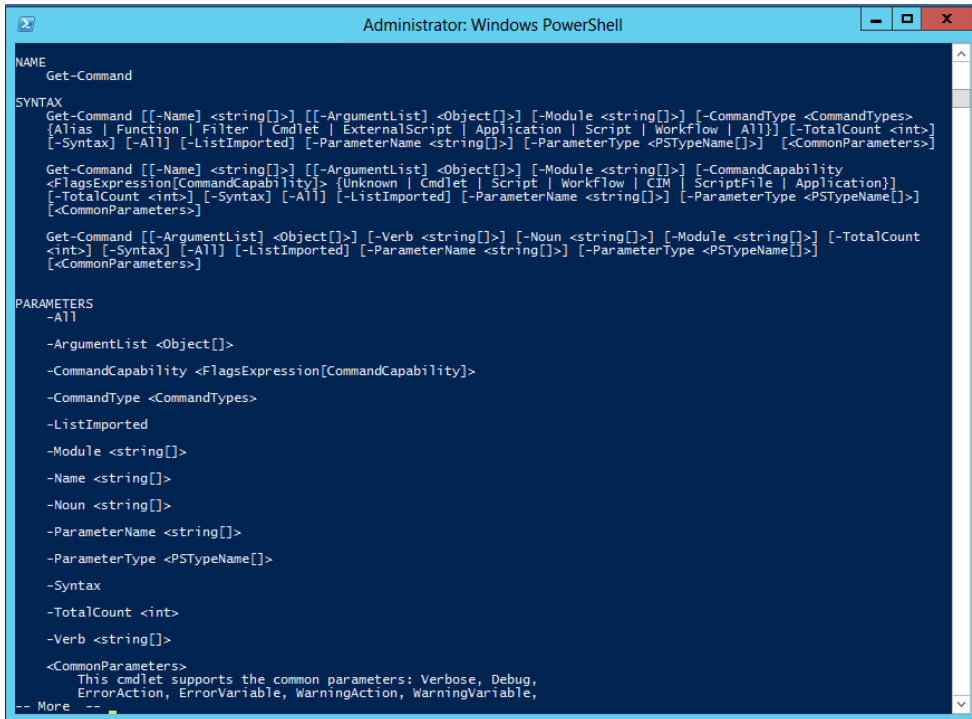 Administrator: Windows PowerShell
NAME
Get-Command
SYNTAX
Get-Command [[-Name] <string[]>] [[-ArgumentList] <Object[]>] [-Module <string[]>] [-CommandType <CommandTypes>
{Alias | Function | Filter | Cmdlet | ExternalScript | Application | Script | Workflow | All}] [-TotalCount <int>]
[-Syntax] [-All] [-ListImported] [-ParameterName <string[]>] [-ParameterType <PSTypeName[]>]  [<CommonParameters>]
Get-Command [[-Name] <string[]>] [[-ArgumentList] <Object[]>] [-Module <string[]>] [-CommandCapability
<FlagsExpression[CommandCapability]> {Unknown | Cmdlet | Script | Workflow | CIM | ScriptFile | Application}]
[-TotalCount <int>] [-Syntax] [-All] [-ListImported] [-ParameterName <string[]>] [-ParameterType <PSTypeName[]>]
[<CommonParameters>]
Get-Command [[-ArgumentList] <Object[]>] [-Verb <string[]>] [-Noun <string[]>] [-Module <string[]>] [-TotalCount
<int>] [-Syntax] [-All] [-ListImported] [-ParameterName <string[]>] [-ParameterType <PSTypeName[]>]
[<CommonParameters>]
PARAMETERS
-All
-ArgumentList <Object[]>
-CommandCapability <FlagsExpression[CommandCapability]>
-CommandType <CommandTypes>
-ListImported
-Module <string[]>
-Name <string[]>
-Noun <string[]>
-ParameterName <string[]>
-ParameterType <PSTypeName[]>
-Syntax
-TotalCount <int>
-Verb <string[]>
<CommonParameters>
This cmdlet supports the common parameters: Verbose, Debug,
ErrorAction, ErrorVariable, WarningAction, WarningVariable,
-- More  --